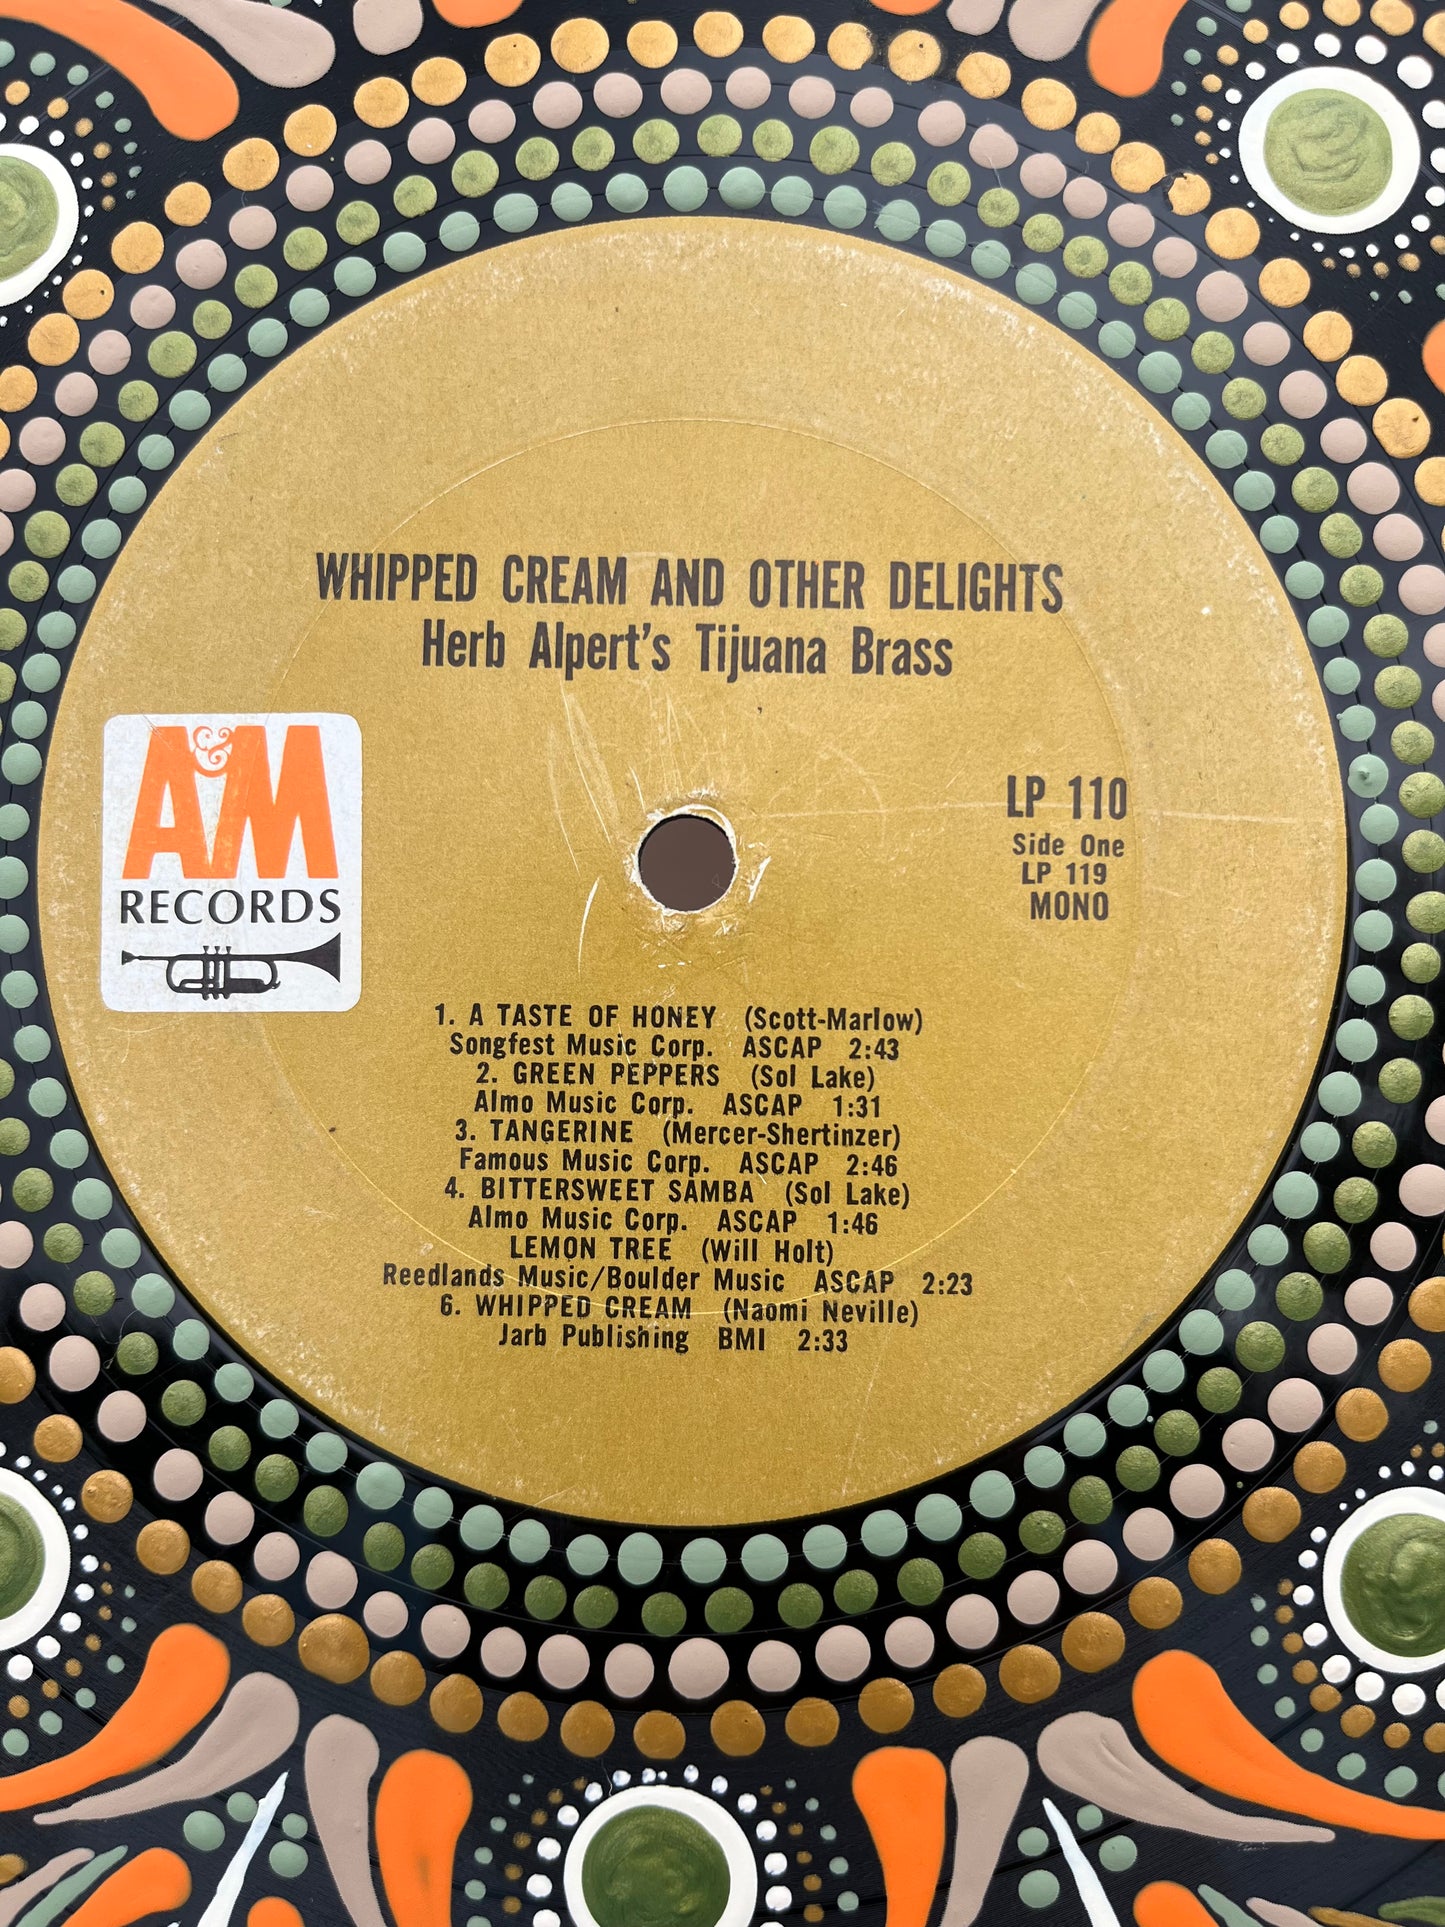 WHIPPED CREAM AND OTHER DELIGHTS
Herb Alpert's Tijuana Brass
A&M
RECORDS
LP 110
Side One
LP 119
MONO
1. A TASTE OF HONEY (Scott-Marlow)
Songfest Music Corp. ASCAP 2:43
2. GREEN PEPPERS (Sol Lake)
Almo Music Corp. ASCAP 1:31
3. TANGERINE (Mercer-Shertinzer)
Famous Music Corp. ASCAP 2:46
4. BITTERSWEET SAMBA (Sol Lake)
Almo Music Corp. ASCAP 1:46
LEMON TREE (Will Holt)
Reedlands Music/Boulder Music ASCAP 2:23
6. WHIPPED CREAM (Naomi Neville)
Jarb Publishing BMI 2:33